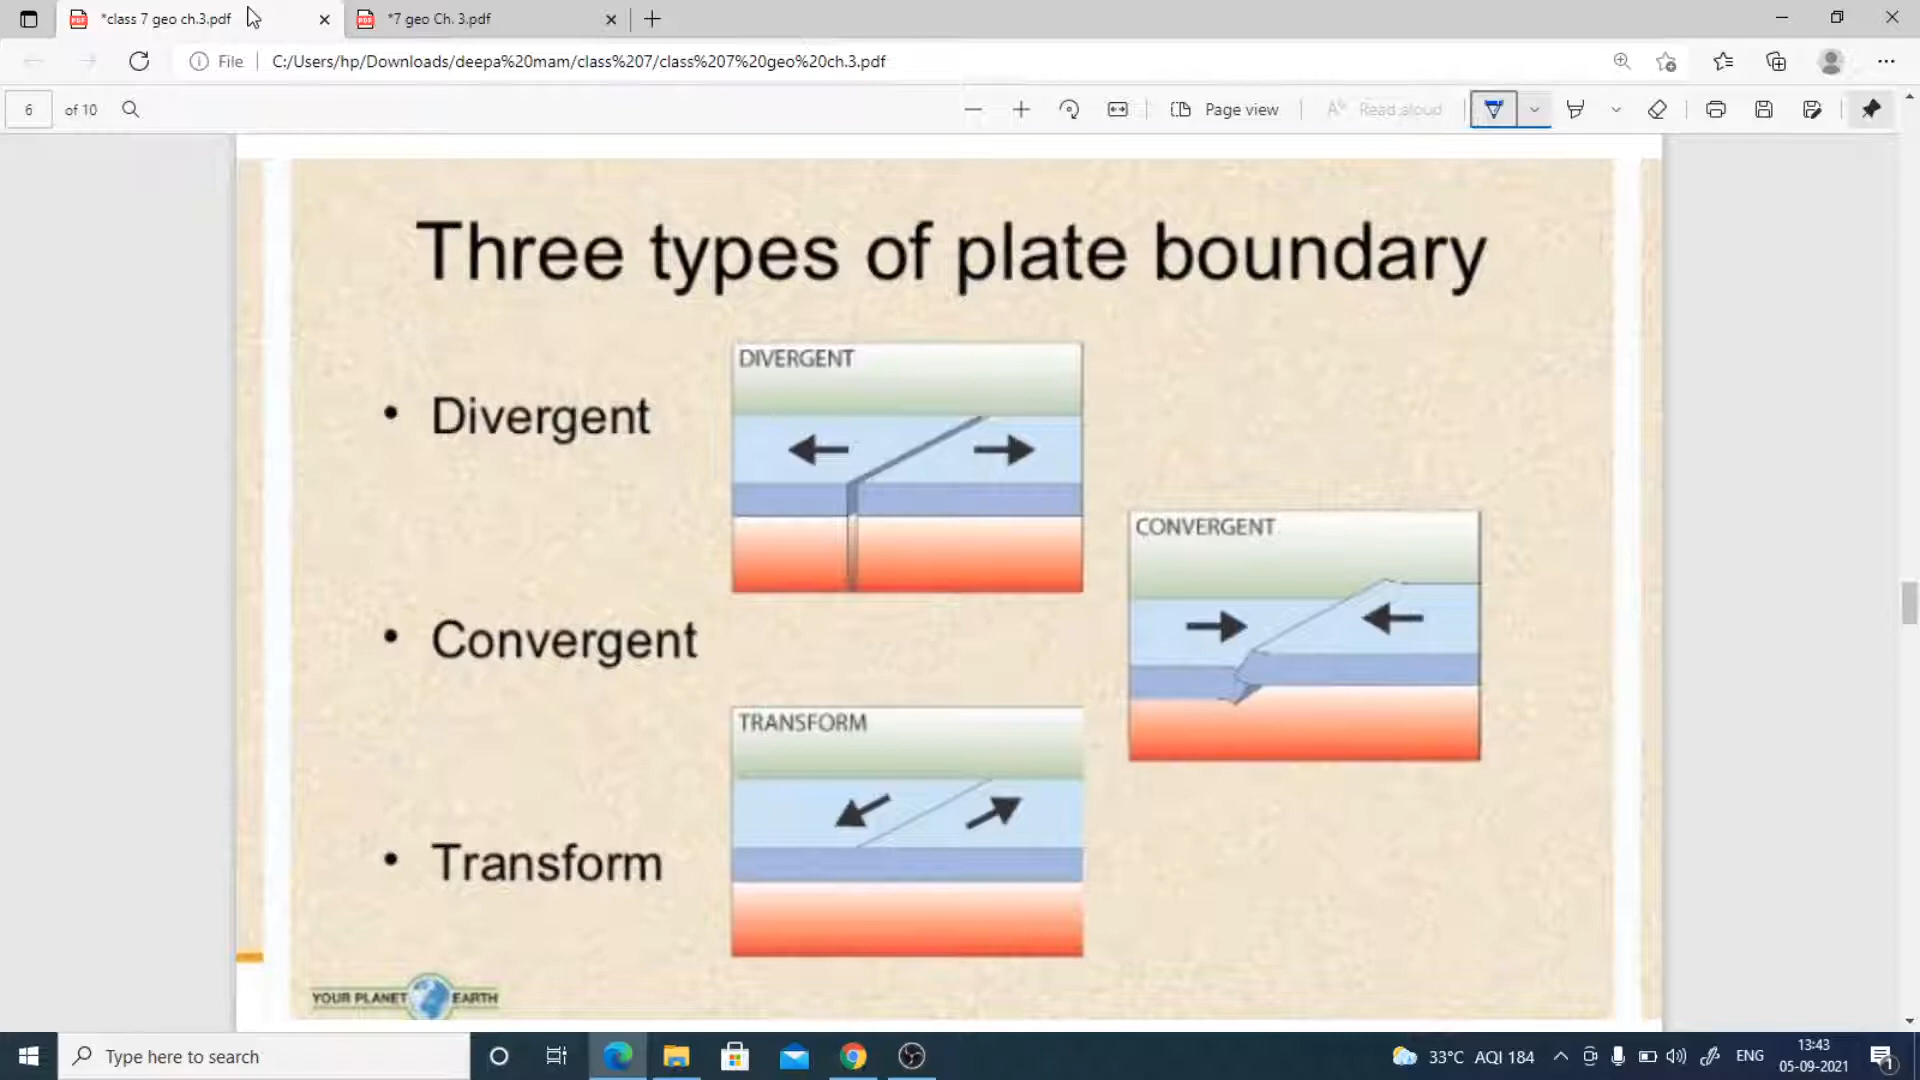 *class 7 geo ch.3.pdf
*7 geo Ch. 3.pdf
File
C:/Users/hp/Downloads/deepa%20mam/class%207/class%207%20geo%20ch.3.pdf
6 of 10
Page view
Read aloud
Three types of plate boundary
• Divergent
DIVERGENT
CONVERGENT
• Convergent
TRANSFORM
• Transform
YOUR PLANET EARTH
Type here to search
33°C AQI 184
ENG
13:43
05-09-2021
1